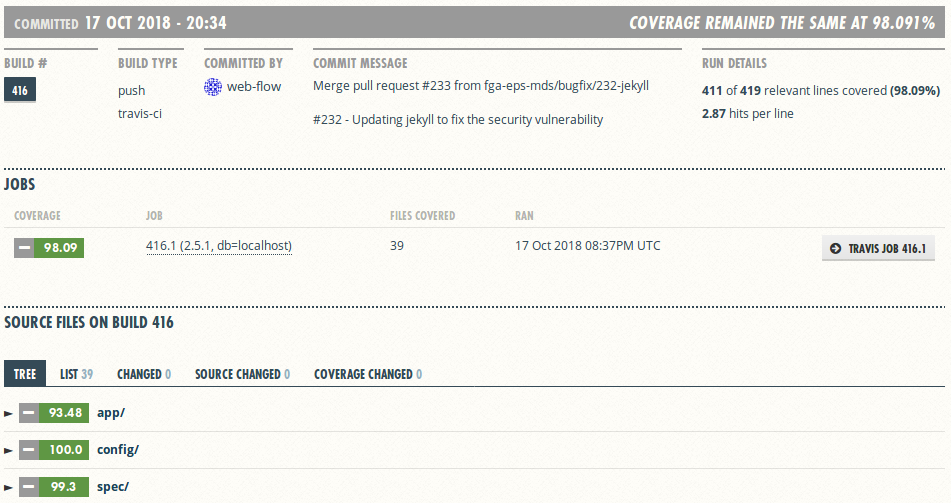 COMMITTED 17 OCT 2018 - 20:34 COVERAGE REMAINED THE SAME AT 98.091%
BUILD # BUILD TYPE COMMITTED BY COMMIT MESSAGE RUN DETAILS
416 push web-flow Merge pull request #233 from fga-eps-mds/bugfix/232-jekyll 411 of 419 relevant lines covered (98.09%)
travis-ci #232 - Updating jekyll to fix the security vulnerability 2.87 hits per line
JOBS
COVERAGE JOB FILES COVERED RAN
98.09 416.1 (2.5.1, db=localhost) 39 17 Oct 2018 08:37PM UTC TRAVIS JOB 416.1
SOURCE FILES ON BUILD 416
TREE LIST 39 CHANGED 0 SOURCE CHANGED 0 COVERAGE CHANGED 0
93.48 app/
100.0 config/
99.3 spec/